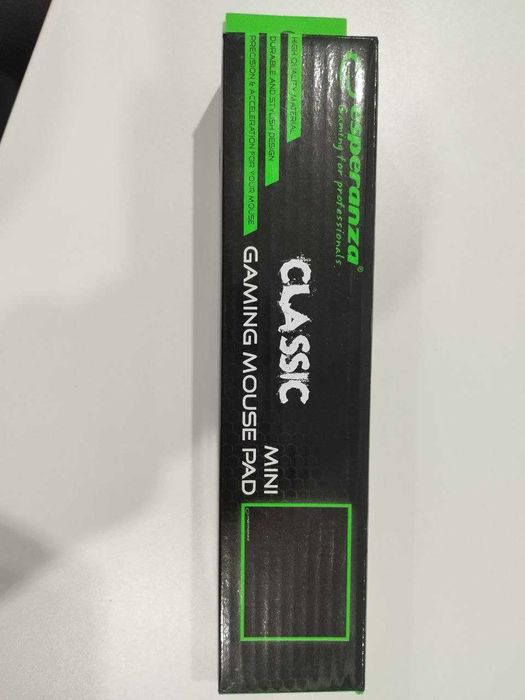 esperanza®
Gaming for professionals.
HIGH QUALITY MATERIAL
DURABLE AND STYLISH DESIGN
PRECISION & ACCELERATION FOR YOUR MOUSE
CLASSIC
MINI
GAMING MOUSE PAD